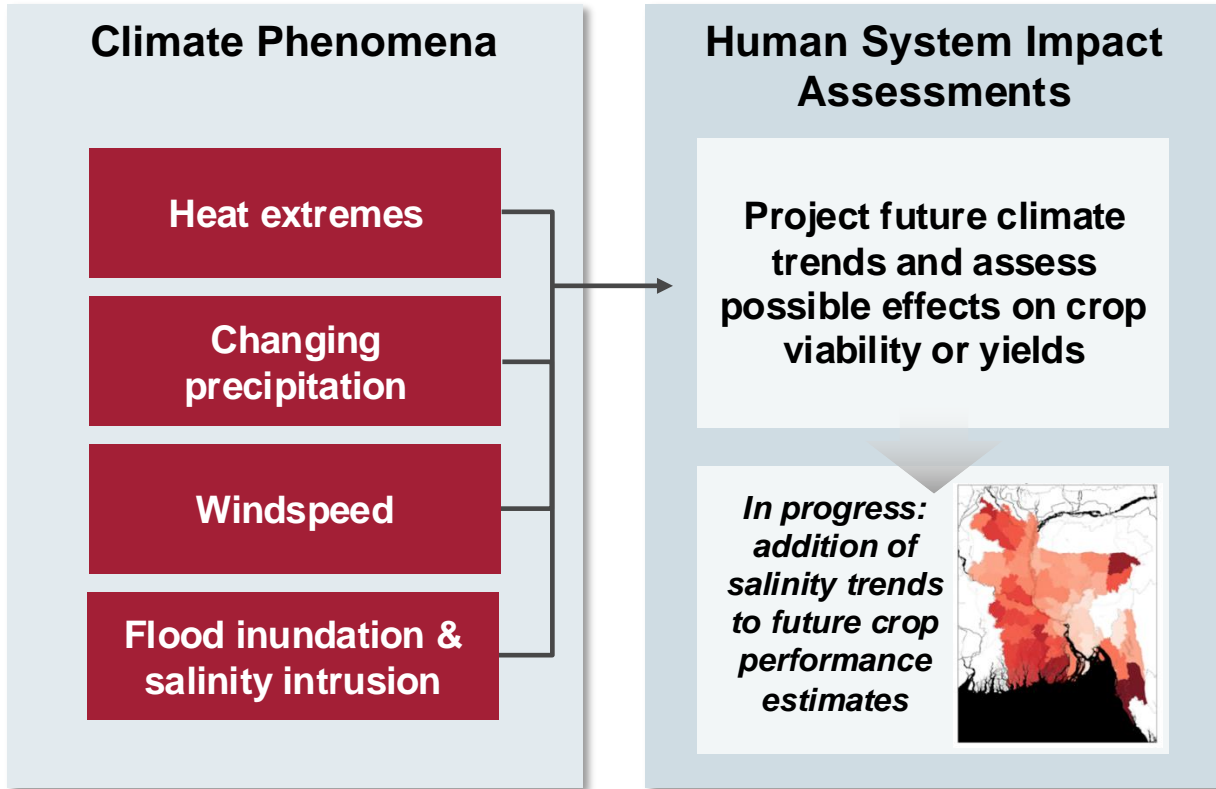 Climate Phenomena
Heat extremes
Changing
precipitation
Windspeed
Flood inundation &
salinity intrusion
Human System Impact
Assessments
Project future climate
trends and assess
possible effects on crop
viability or yields
In progress:
addition of
salinity trends
to future crop
performance
estimates